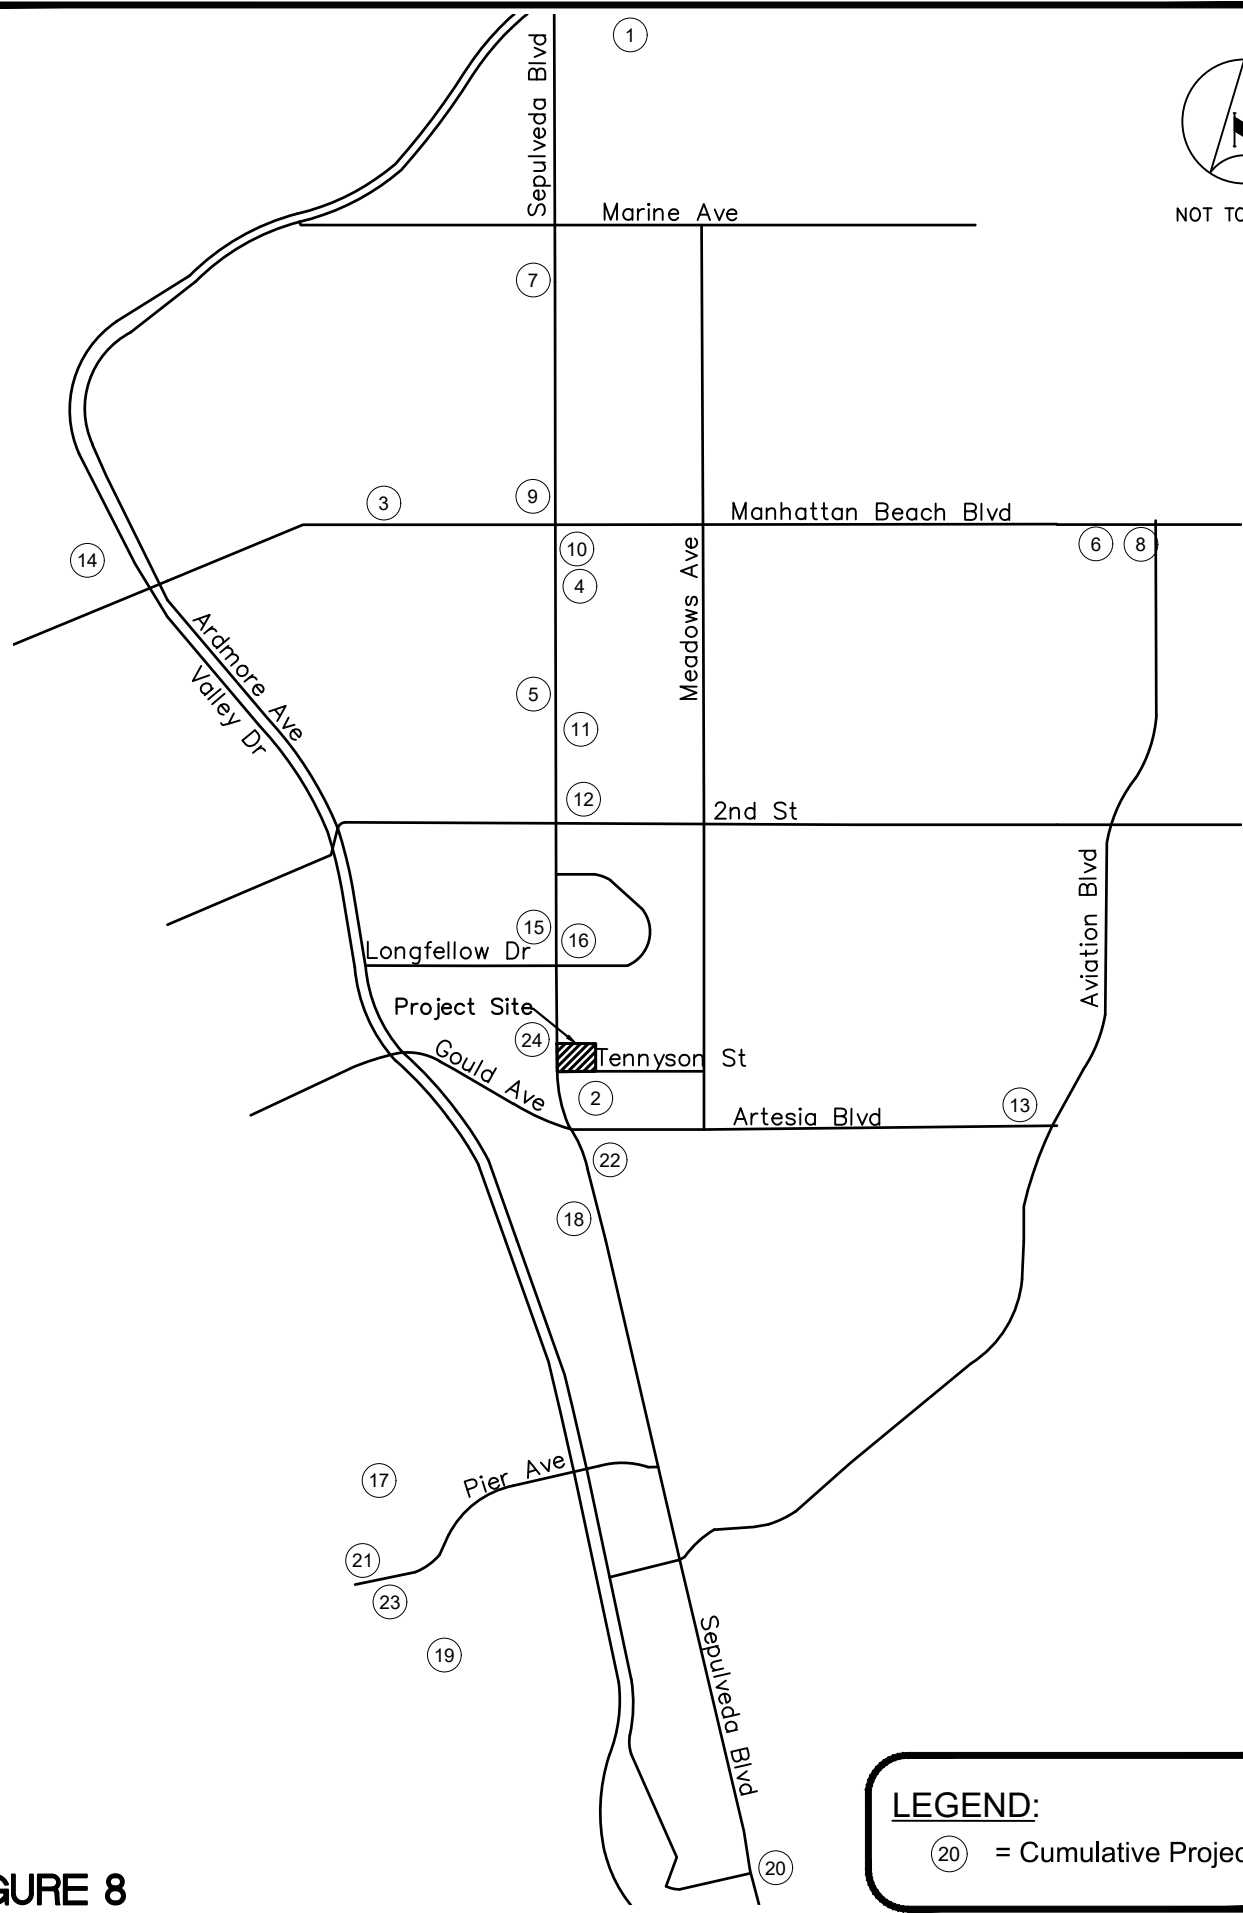 1
Sepulveda Blvd
NOT TO
Marine Ave
7
3
9
Manhattan Beach Blvd
14
10
6
8
4
Meadows Ave
Ardmore Ave
Valley Dr
5
11
12
2nd St
15
16
Longfellow Dr
Aviation Blvd
Project Site
24
Tennyson St
Gould Ave
2
13
Artesia Blvd
22
18
17
Pier Ave
21
23
19
Sepulveda Blvd
LEGEND:
20 = Cumulative Projec
20
GURE 8